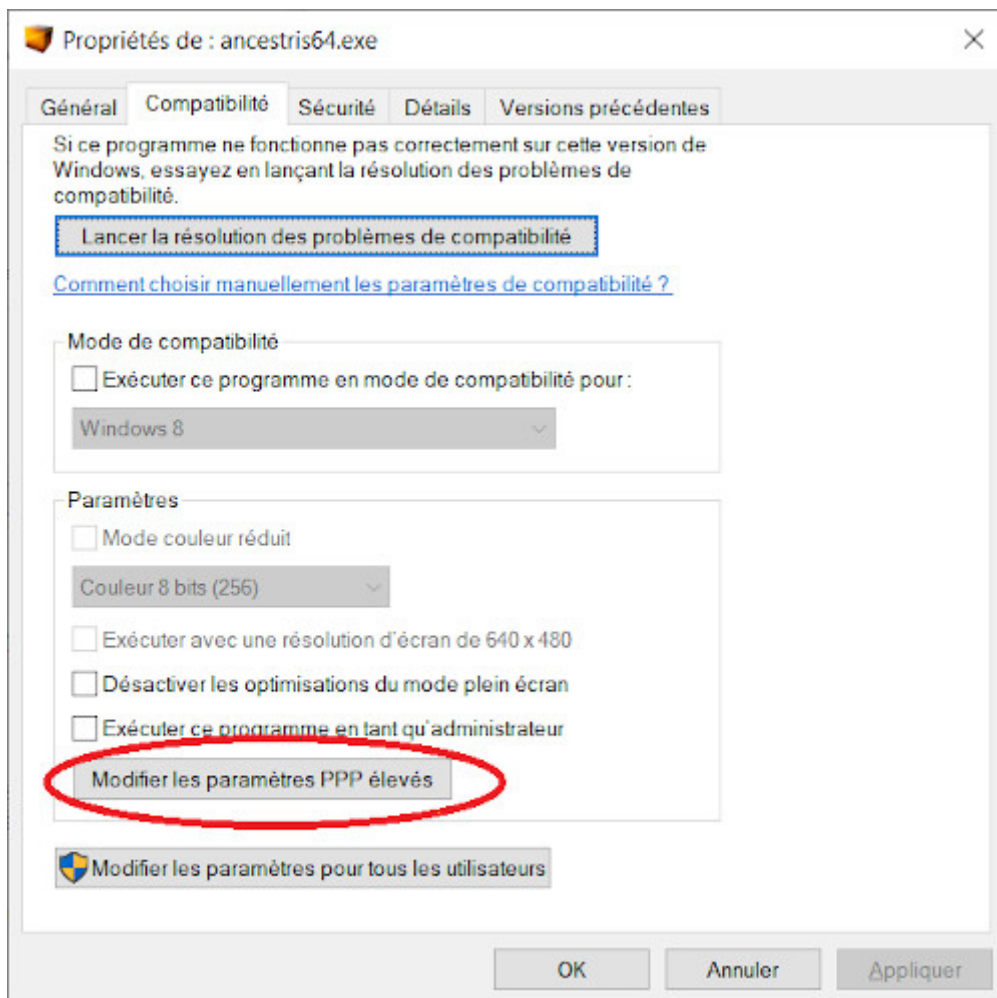 Propriétés de : ancestris64.exe
Général Compatibilité Sécurité Détails Versions précédentes
Si ce programme ne fonctionne pas correctement sur cette version de
Windows, essayez en lançant la résolution des problèmes de
compatibilité.
Lancer la résolution des problèmes de compatibilité
Comment choisir manuellement les paramètres de compatibilité ?
Mode de compatibilité
Exécuter ce programme en mode de compatibilité pour :
Windows 8
Paramètres
Mode couleur réduit
Couleur 8 bits (256)
Exécuter avec une résolution d'écran de 640 x 480
Désactiver les optimisations du mode plein écran
Exécuter ce programme en tant qu'administrateur
Modifier les paramètres PPP élevés
Modifier les paramètres pour tous les utilisateurs
OK Annuler Appliquer